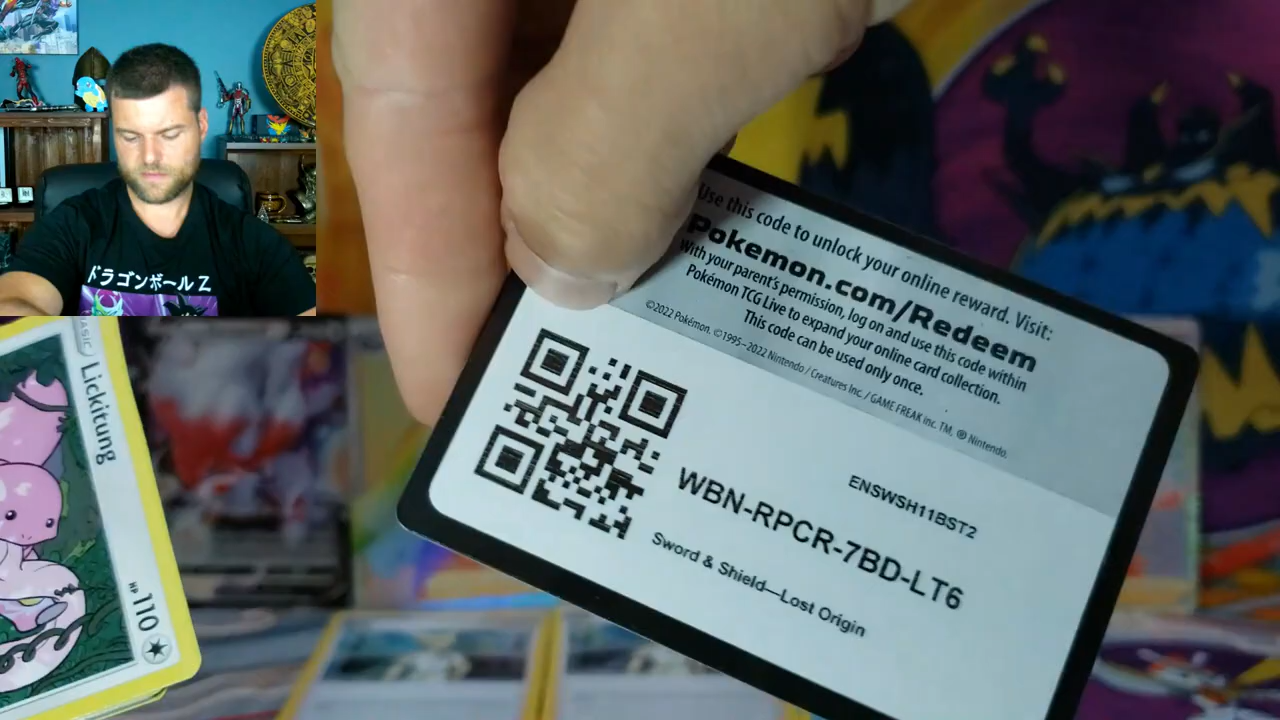 ドラゴンボールZ
BASIC
Lickitung
HP 110
Use this code to unlock your online reward. Visit:
Pokemon.com/Redeem
With your parent's permission, log on and use this code within
Pokémon TCG Live to expand your online card collection.
This code can be used only once.
©2022 Pokémon. ©1995–2022 Nintendo / Creatures Inc. / GAME FREAK inc. TM, ® Nintendo.
ENSWSH11BST2
WBN-RPCR-7BD-LT6
Sword & Shield—Lost Origin